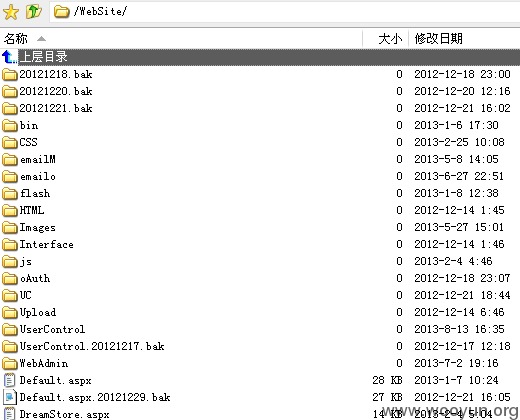 /WebSite/
名称 大小 修改日期
上层目录
20121218.bak 0 2012-12-18 23:00
20121220.bak 0 2012-12-20 12:16
20121221.bak 0 2012-12-21 16:02
bin 0 2013-1-6 17:30
CSS 0 2013-2-25 10:08
emailM 0 2013-5-8 14:05
emailo 0 2013-6-27 22:51
flash 0 2013-1-8 12:38
HTML 0 2012-12-14 1:45
Images 0 2013-5-27 15:01
Interface 0 2012-12-14 1:46
js 0 2013-2-4 4:46
oAuth 0 2012-12-18 23:07
UC 0 2012-12-21 18:44
Upload 0 2012-12-14 6:46
UserControl 0 2013-8-13 16:35
UserControl.20121217.bak 0 2012-12-17 12:18
WebAdmin 0 2013-7-2 19:16
Default.aspx 28 KB 2013-1-7 10:24
Default.aspx.20121229.bak 27 KB 2012-12-21 16:05
DreamStore.aspx 14 KB 2013-2-4 5:04
www.wooyun.org